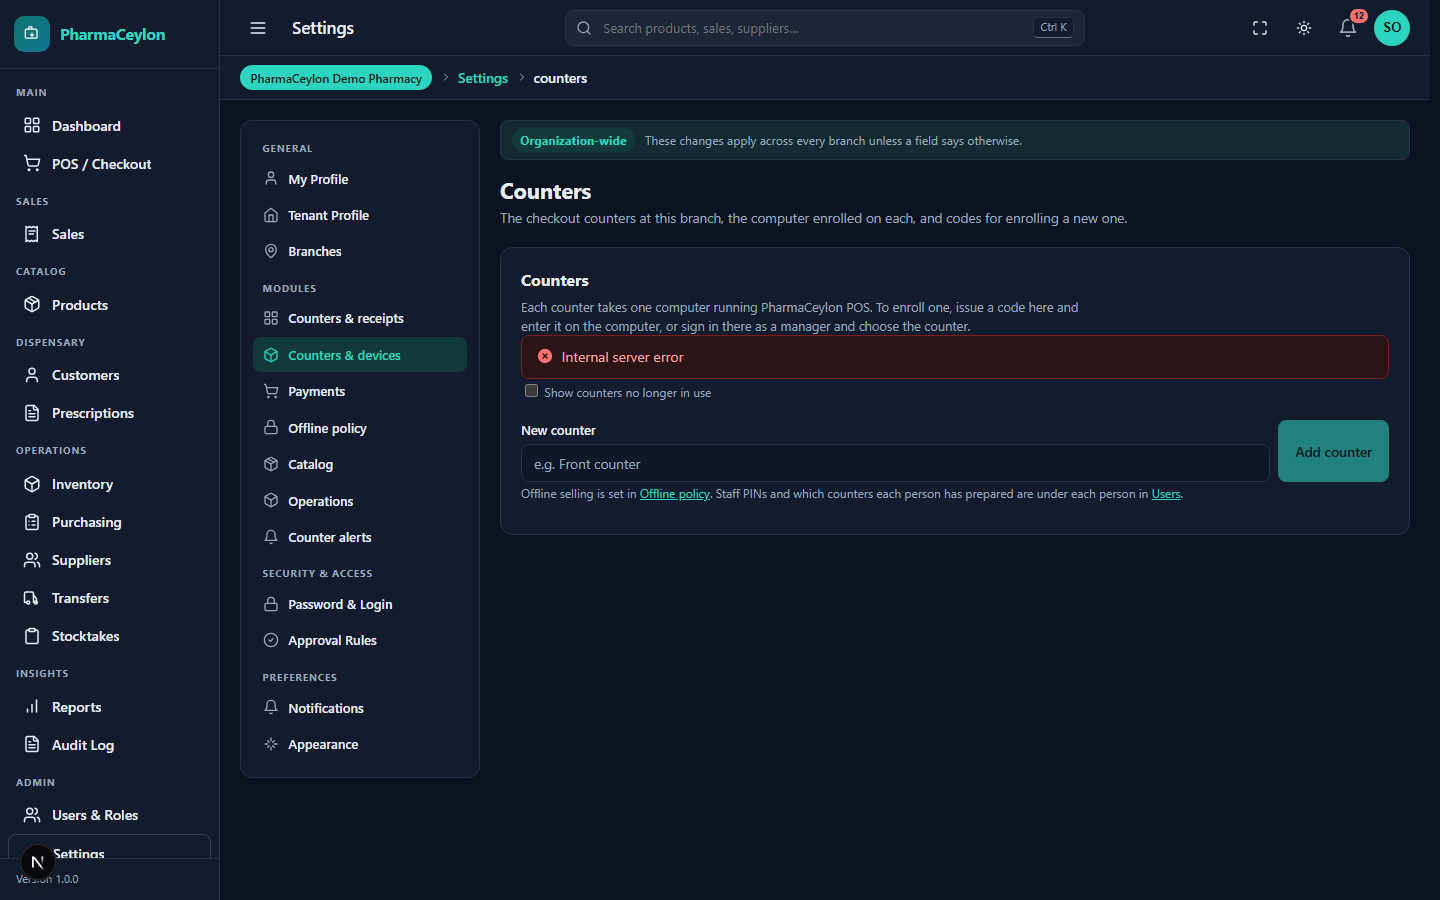 PharmaCeylon
MAIN
Dashboard
POS / Checkout
SALES
Sales
CATALOG
Products
DISPENSARY
Customers
Prescriptions
OPERATIONS
Inventory
Purchasing
Suppliers
Transfers
Stocktakes
INSIGHTS
Reports
Audit Log
ADMIN
Users & Roles
Settings
N
Version 1.0.0
Settings
Search products, sales, suppliers...
Ctrl K
12
SO
PharmaCeylon Demo Pharmacy > Settings > counters
GENERAL
My Profile
Tenant Profile
Branches
MODULES
Counters & receipts
Counters & devices
Payments
Offline policy
Catalog
Operations
Counter alerts
SECURITY & ACCESS
Password & Login
Approval Rules
PREFERENCES
Notifications
Appearance
Organization-wide These changes apply across every branch unless a field says otherwise.
Counters
The checkout counters at this branch, the computer enrolled on each, and codes for enrolling a new one.
Counters
Each counter takes one computer running PharmaCeylon POS. To enroll one, issue a code here and
enter it on the computer, or sign in there as a manager and choose the counter.
Internal server error
Show counters no longer in use
New counter
e.g. Front counter
Add counter
Offline selling is set in Offline policy. Staff PINs and which counters each person has prepared are under each person in Users.